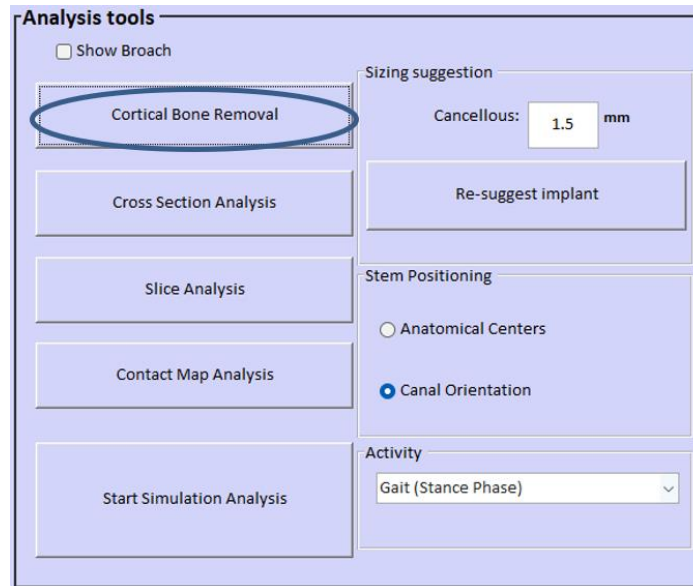 Analysis tools
Show Broach
Cortical Bone Removal
Cross Section Analysis
Slice Analysis
Contact Map Analysis
Start Simulation Analysis
Sizing suggestion
Cancellous: 1.5 mm
Re-suggest implant
Stem Positioning
Anatomical Centers
Canal Orientation
Activity
Gait (Stance Phase)